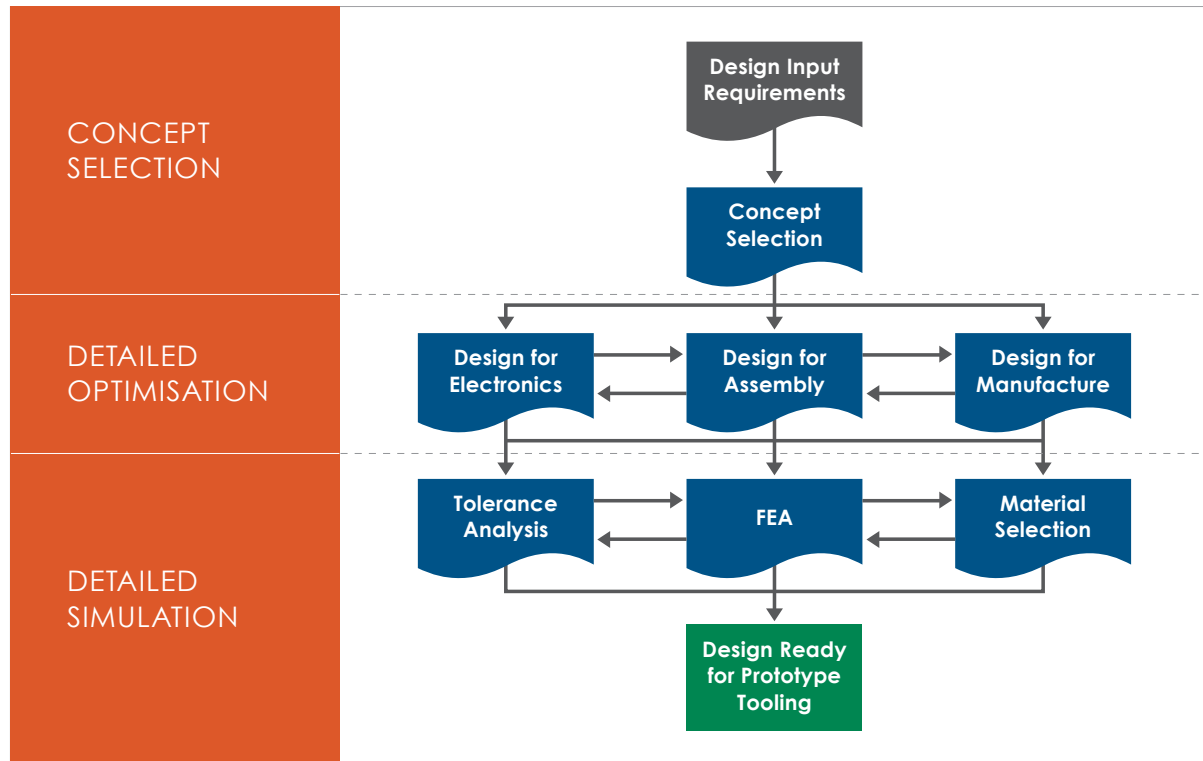 CONCEPT
SELECTION
Design Input
Requirements
Concept
Selection
DETAILED
OPTIMISATION
Design for
Electronics
Design for
Assembly
Design for
Manufacture
DETAILED
SIMULATION
Tolerance
Analysis
FEA
Material
Selection
Design Ready
for Prototype
Tooling